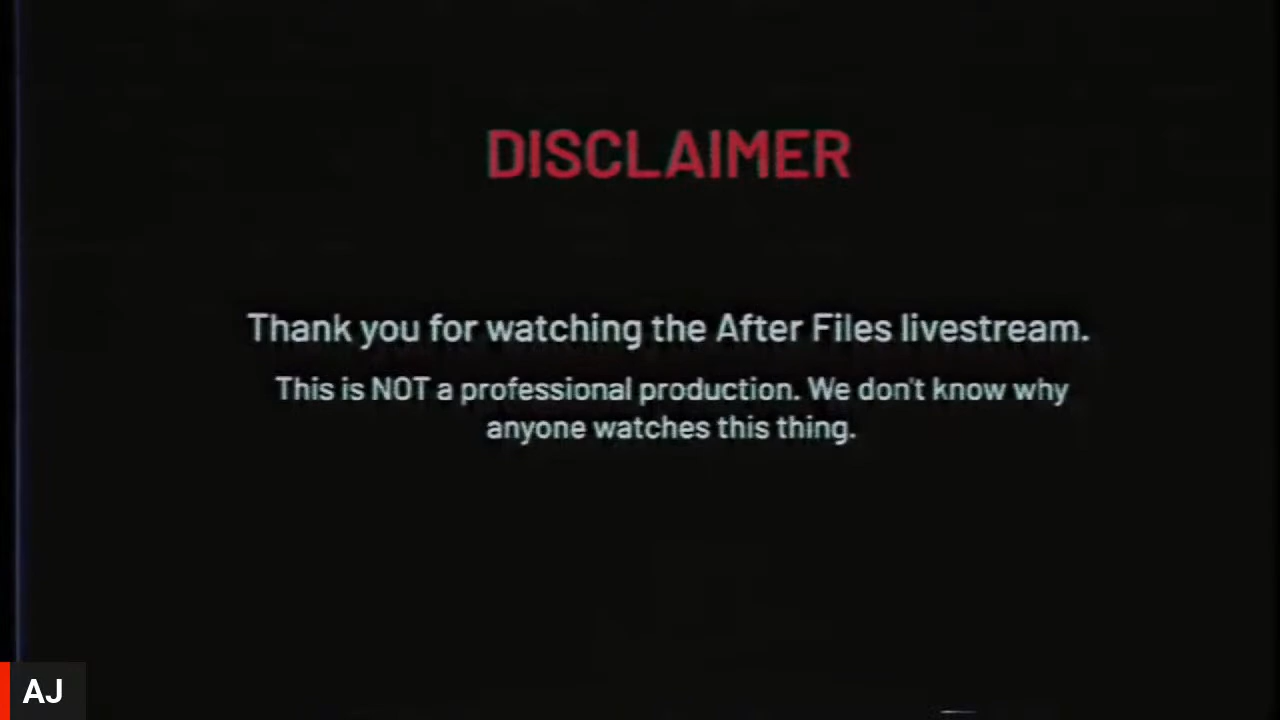 DISCLAIMER
Thank you for watching the After Files livestream.
This is NOT a professional production. We don't know why
anyone watches this thing.
AJ